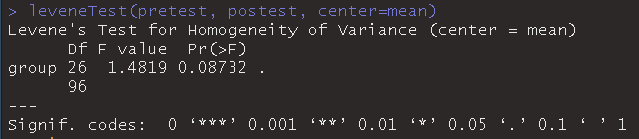 > leveneTest(pretest, postest, center=mean)
Levene's Test for Homogeneity of Variance (center = mean)
      Df F value  Pr(>F)
group 26  1.4819 0.08732 .
      96
---
Signif. codes:  0 ‘***’ 0.001 ‘**’ 0.01 ‘*’ 0.05 ‘.’ 0.1 ‘ ’ 1